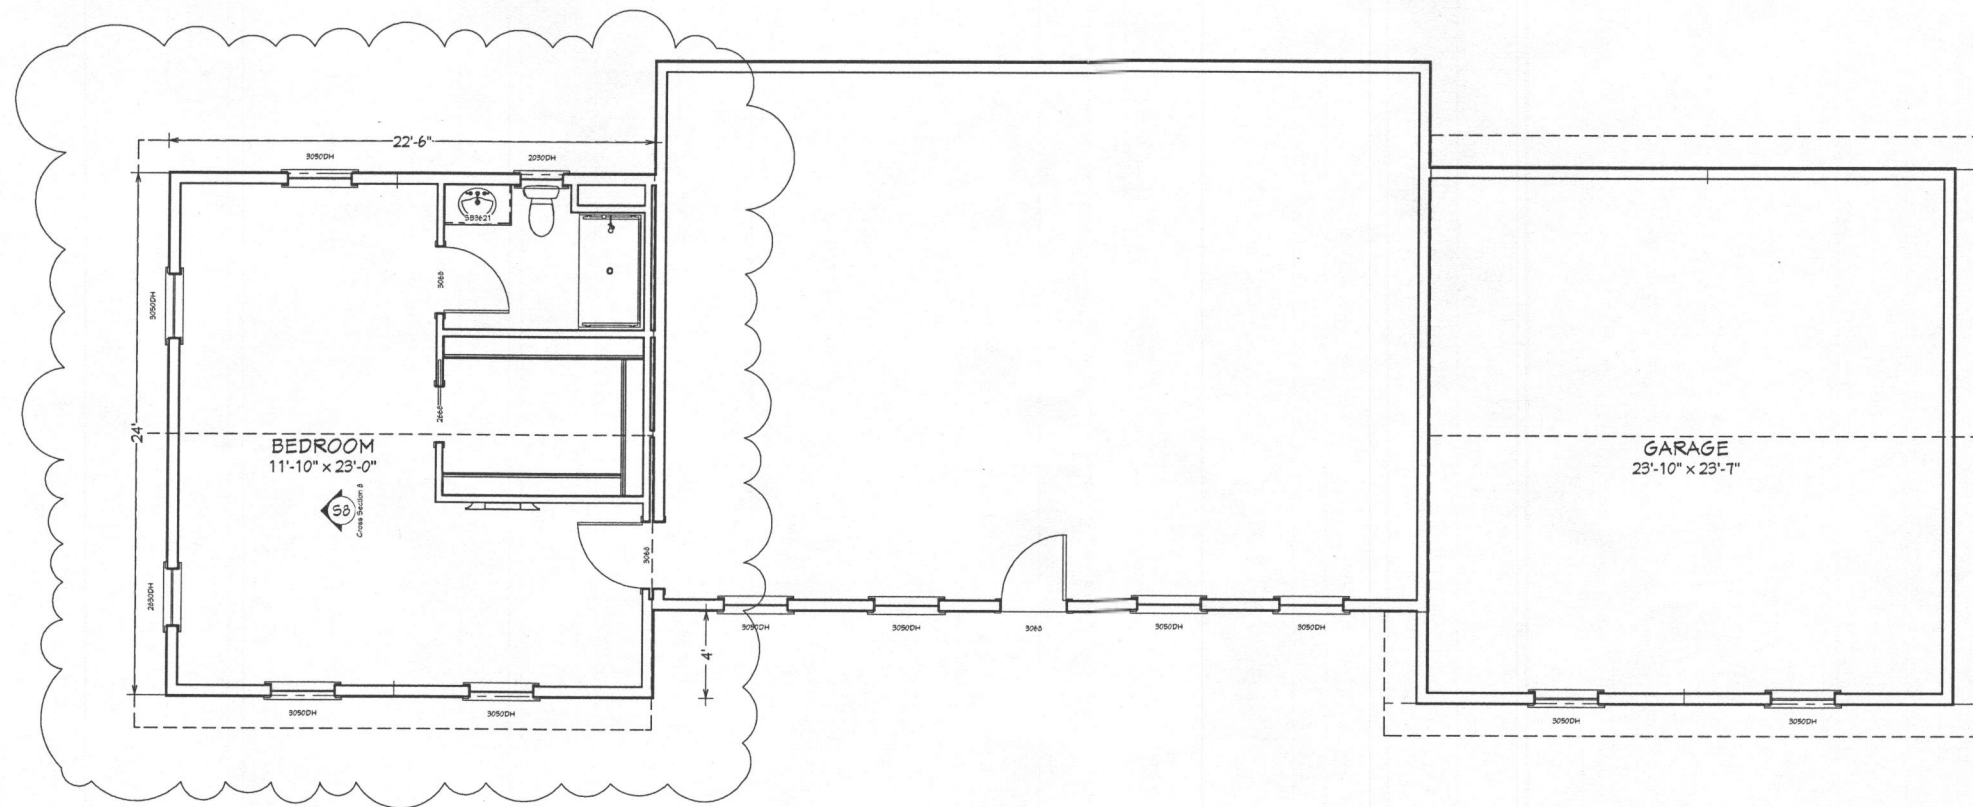 22'-6"
3050DH
2030DH
SB3621
3068
3050DH
2668
24'
BEDROOM
11'-10" x 23'-0"
GARAGE
23'-10" x 23'-7"
S8
Cross Section 8
3068
2650DH
3050DH
3050DH
3068
3050DH
3050DH
4'
3050DH
3050DH
3050DH
3050DH